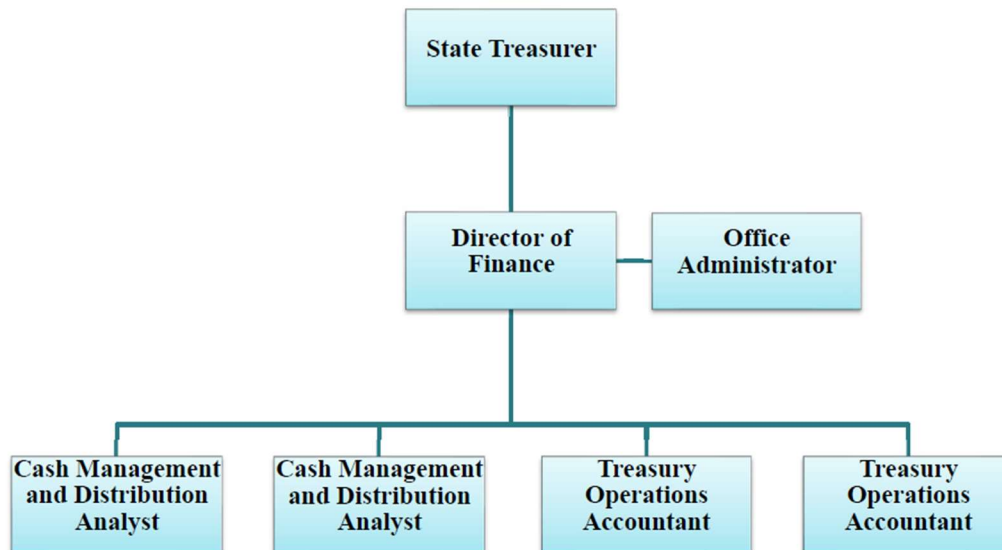 State Treasurer
Director of
Finance
Office
Administrator
Cash Management
and Distribution
Analyst
Cash Management
and Distribution
Analyst
Treasury
Operations
Accountant
Treasury
Operations
Accountant